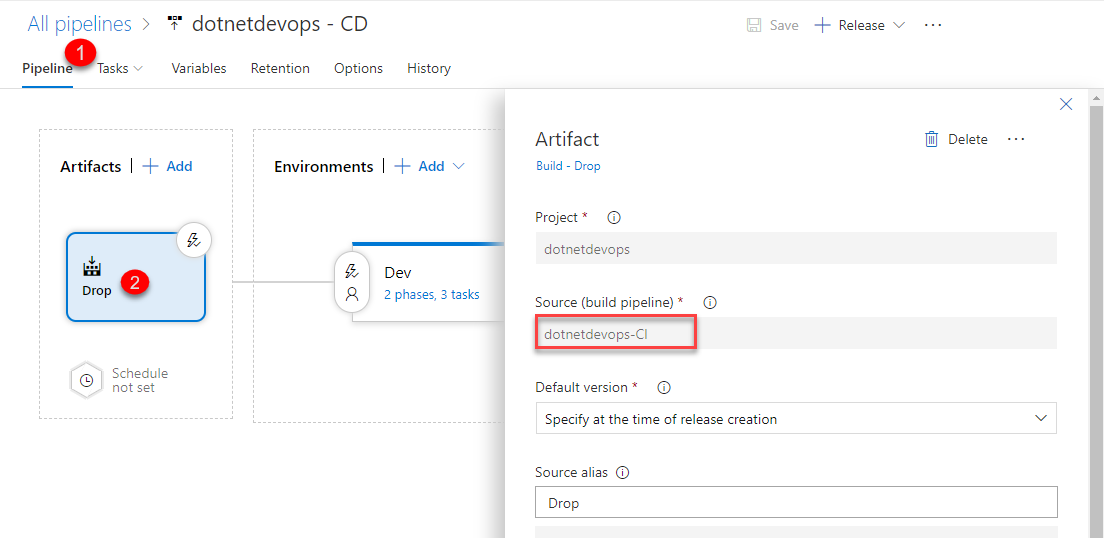 All pipelines > dotnetdevops - CD
Save + Release ...
1
Pipeline Tasks Variables Retention Options History
Artifacts | + Add
Environments | + Add
Drop
2
Dev
2 phases, 3 tasks
Schedule
not set
Artifact
Delete ...
Build - Drop
Project *
dotnetdevops
Source (build pipeline) *
dotnetdevops-CI
Default version *
Specify at the time of release creation
Source alias
Drop